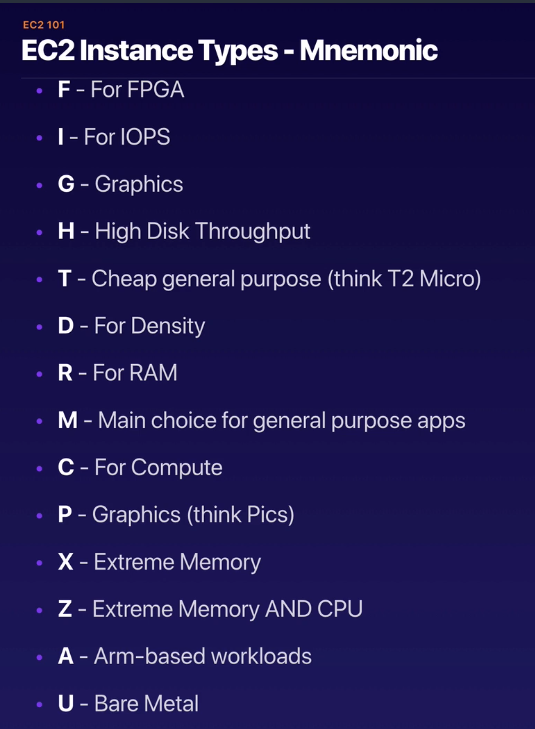 EC2 101
EC2 Instance Types - Mnemonic
• F - For FPGA
• I - For IOPS
• G - Graphics
• H - High Disk Throughput
• T - Cheap general purpose (think T2 Micro)
• D - For Density
• R - For RAM
• M - Main choice for general purpose apps
• C - For Compute
• P - Graphics (think Pics)
• X - Extreme Memory
• Z - Extreme Memory AND CPU
• A - Arm-based workloads
• U - Bare Metal